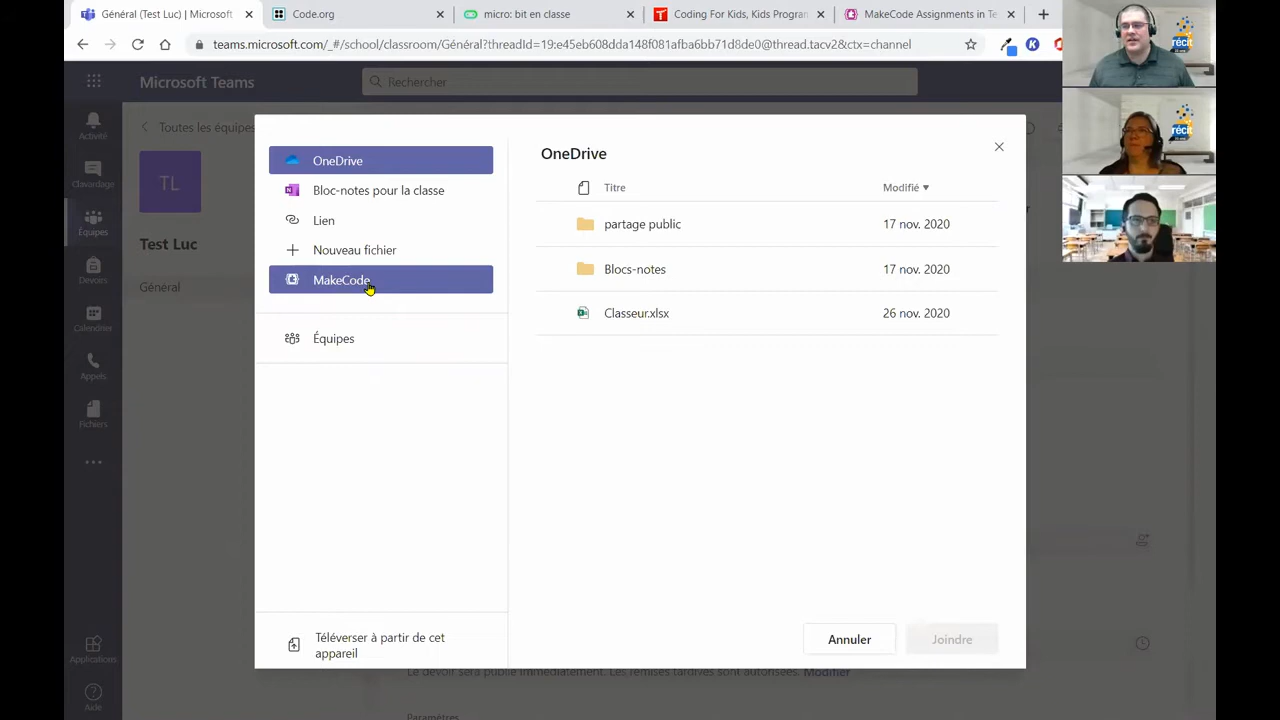 Général (Test Luc) | Microsoft
Code.org
micro: bit en classe
Coding For Kids, Kids Program
MakeCode Assignments in Te
teams.microsoft.com/_#/school/classroom/Général?threadId=19:e45eb608dda148f081afba6bb71d8de0@thread.tacv2&ctx=channel
Microsoft Teams
Rechercher
Activité
Clavardage
Équipes
Devoirs
Calendrier
Appels
Fichiers
Applications
Aide
Toutes les équipes
TL
Test Luc
Général
OneDrive
Bloc-notes pour la classe
Lien
Nouveau fichier
MakeCode
Équipes
Téléverser à partir de cet
appareil
OneDrive
Titre
Modifié
partage public
17 nov. 2020
Blocs-notes
17 nov. 2020
Classeur.xlsx
26 nov. 2020
Annuler
Joindre
Le devoir sera publié immédiatement. Les remises tardives sont autorisées. Modifier
Paramètres
récit
récit